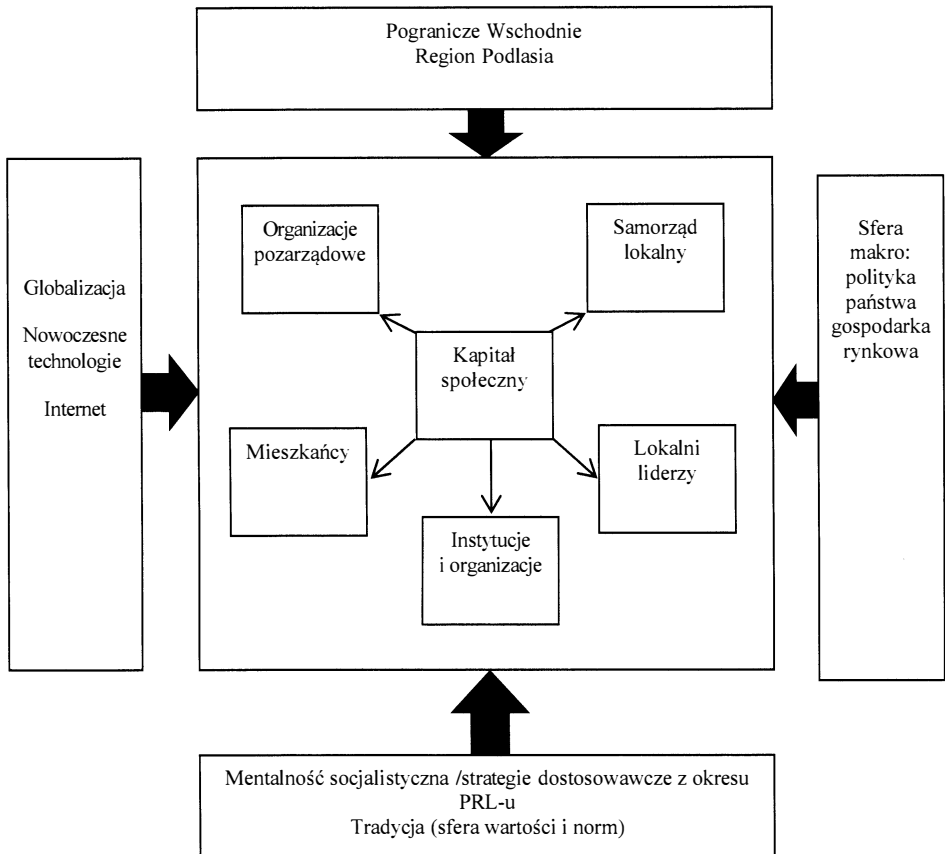 Pogranicze Wschodnie
Region Podlasia
Globalizacja
Nowoczesne
technologie
Internet
Organizacje
pozarządowe
Samorząd
lokalny
Kapitał
społeczny
Mieszkańcy
Lokalni
liderzy
Instytucje
i organizacje
Sfera
makro:
polityka
państwa
gospodarka
rynkowa
Mentalność socjalistyczna /strategie dostosowawcze z okresu
PRL-u
Tradycja (sfera wartości i norm)